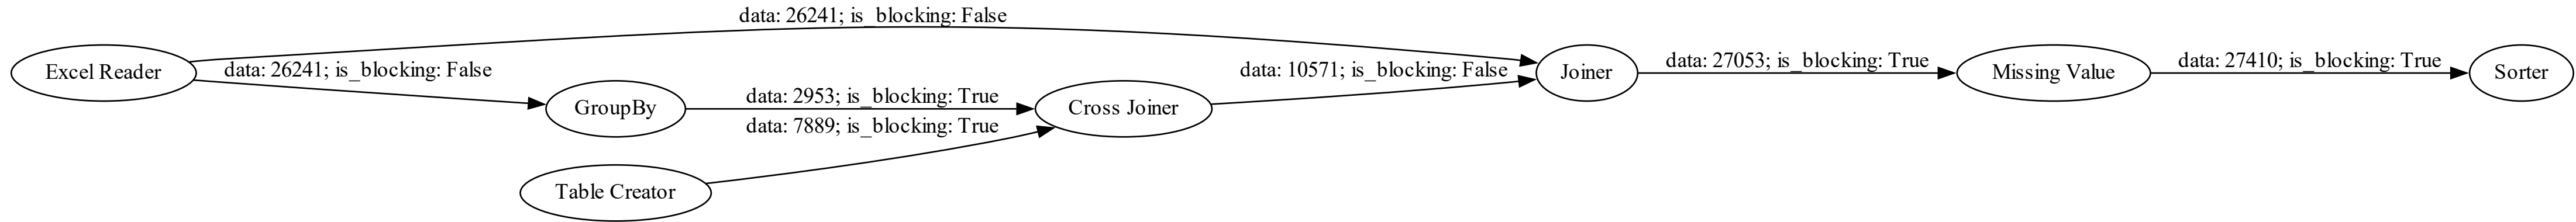 data: 26241; is_blocking: False
Excel Reader
data: 26241; is_blocking: False
GroupBy
data: 2953; is_blocking: True
data: 7889; is_blocking: True
Table Creator
Cross Joiner
data: 10571; is_blocking: False
Joiner
data: 27053; is_blocking: True
Missing Value
data: 27410; is_blocking: True
Sorter